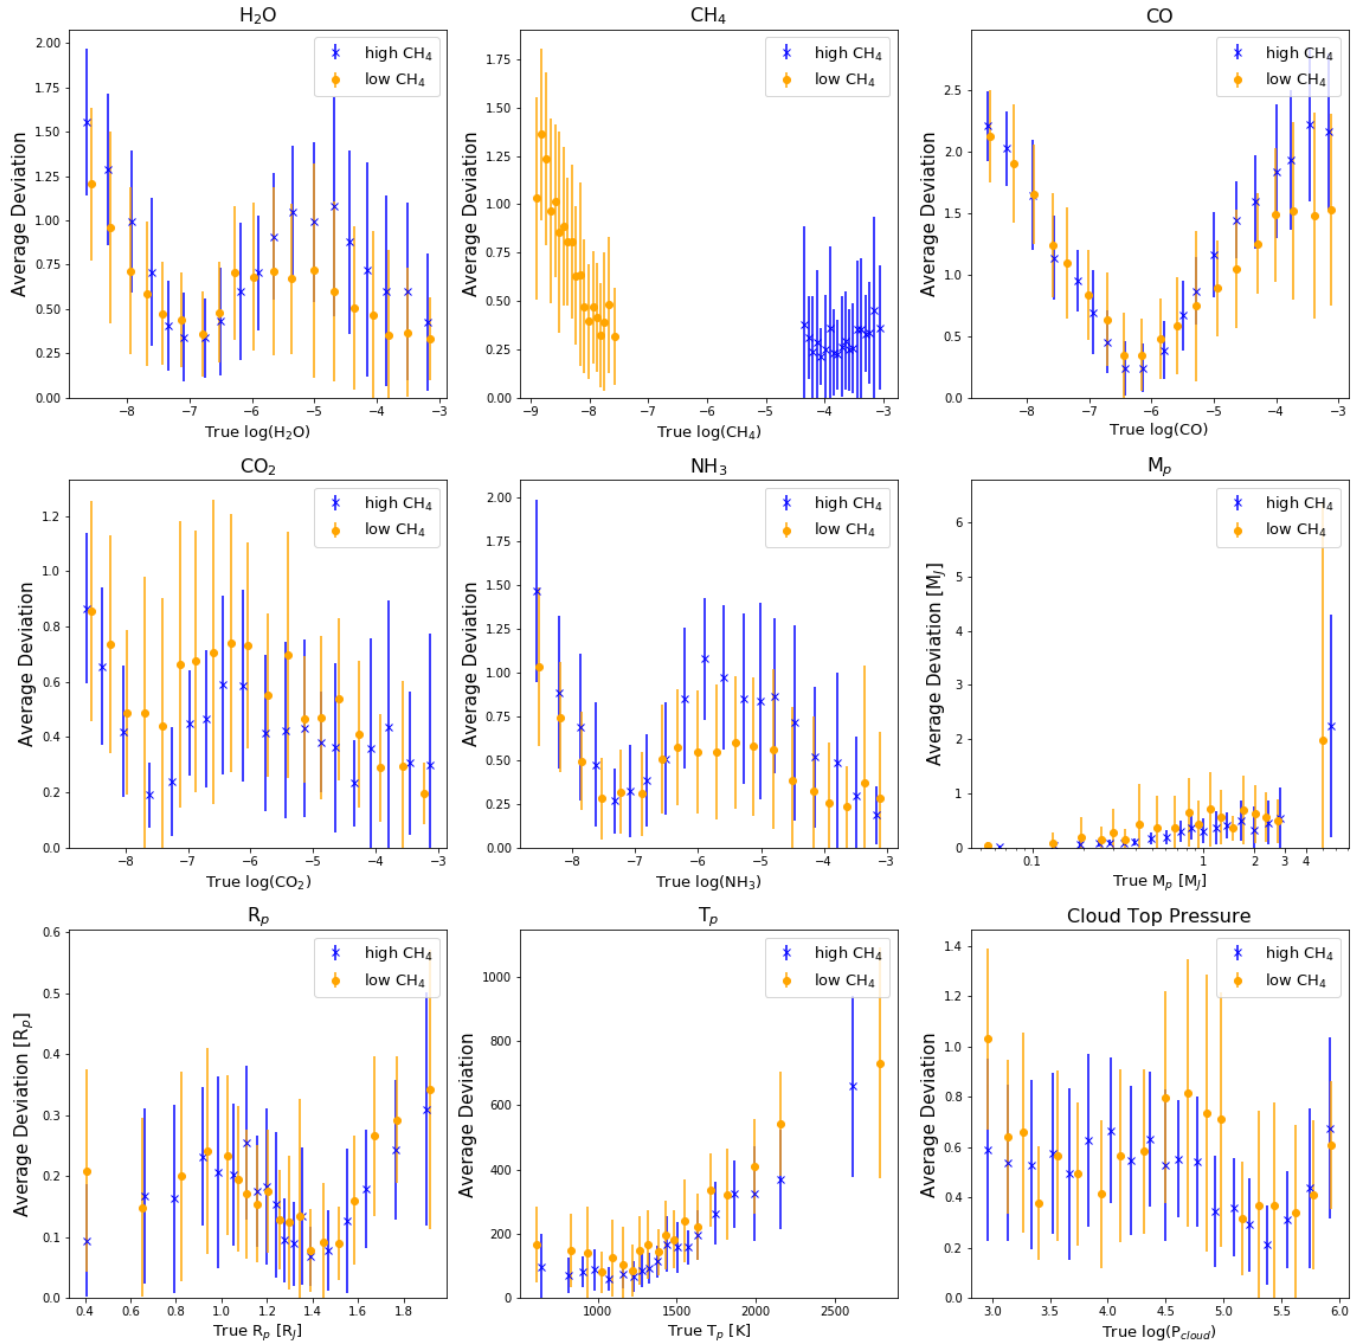 H₂O
Average Deviation
2.00
1.75
1.50
1.25
1.00
0.75
0.50
0.25
0.00
high CH₄
low CH₄
−8 −7 −6 −5 −4 −3
True log(H₂O)
CH₄
Average Deviation
1.75
1.50
1.25
1.00
0.75
0.50
0.25
0.00
high CH₄
low CH₄
−9 −8 −7 −6 −5 −4 −3
True log(CH₄)
CO
Average Deviation
2.5
2.0
1.5
1.0
0.5
0.0
high CH₄
low CH₄
−8 −7 −6 −5 −4 −3
True log(CO)
CO₂
Average Deviation
1.2
1.0
0.8
0.6
0.4
0.2
0.0
high CH₄
low CH₄
−8 −7 −6 −5 −4 −3
True log(CO₂)
NH₃
Average Deviation
2.00
1.75
1.50
1.25
1.00
0.75
0.50
0.25
0.00
high CH₄
low CH₄
−8 −7 −6 −5 −4 −3
True log(NH₃)
Mₚ
Average Deviation [M_J]
6
5
4
3
2
1
0
high CH₄
low CH₄
0.1 1 2 3 4
True Mₚ [M_J]
Rₚ
Average Deviation [Rₚ]
0.6
0.5
0.4
0.3
0.2
0.1
0.0
high CH₄
low CH₄
0.4 0.6 0.8 1.0 1.2 1.4 1.6 1.8
True Rₚ [R_J]
Tₚ
Average Deviation
1000
800
600
400
200
0
high CH₄
low CH₄
1000 1500 2000 2500
True Tₚ [K]
Cloud Top Pressure
Average Deviation
1.4
1.2
1.0
0.8
0.6
0.4
0.2
0.0
high CH₄
low CH₄
3.0 3.5 4.0 4.5 5.0 5.5 6.0
True log(P_cloud)